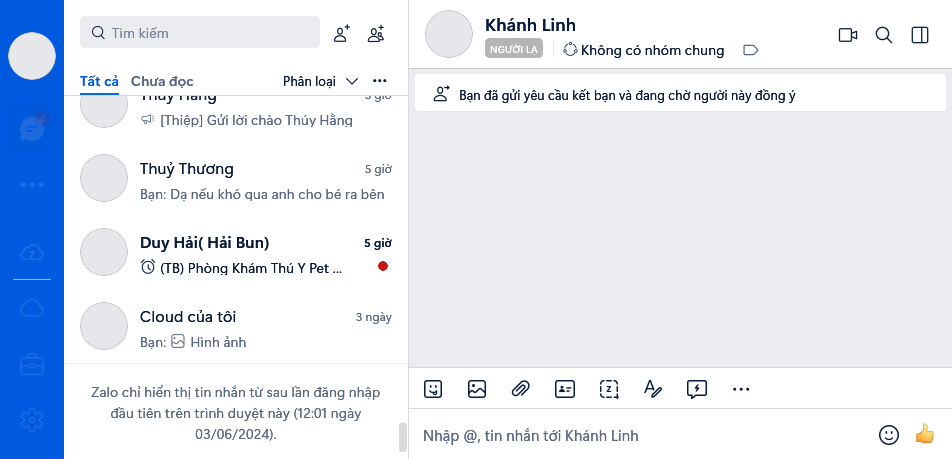 Tìm kiếm
Tất cả Chưa đọc Phân loại
Thúy Hằng 5 giờ
[Thiệp] Gửi lời chào Thúy Hằng
Thuỷ Thương 5 giờ
Bạn: Dạ nếu khó qua anh cho bé ra bên
Duy Hải( Hải Bun) 5 giờ
(TB) Phòng Khám Thú Y Pet ...
Cloud của tôi 3 ngày
Bạn: Hình ảnh
Zalo chỉ hiển thị tin nhắn từ sau lần đăng nhập
đầu tiên trên trình duyệt này (12:01 ngày
03/06/2024).
Khánh Linh
NGƯỜI LẠ Không có nhóm chung
Bạn đã gửi yêu cầu kết bạn và đang chờ người này đồng ý
Nhập @, tin nhắn tới Khánh Linh